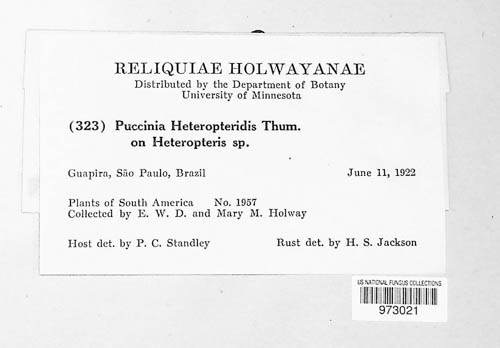 RELIQUIAE HOLWAYANAE
Distributed by the Department of Botany
University of Minnesota
(323) Puccinia Heteropteridis Thum.
on Heteropteris sp.
Guapira, São Paulo, Brazil June 11, 1922
Plants of South America No. 1957
Collected by E. W. D. and Mary M. Holway
Host det. by P. C. Standley Rust det. by H. S. Jackson
US NATIONAL FUNGUS COLLECTIONS
973021